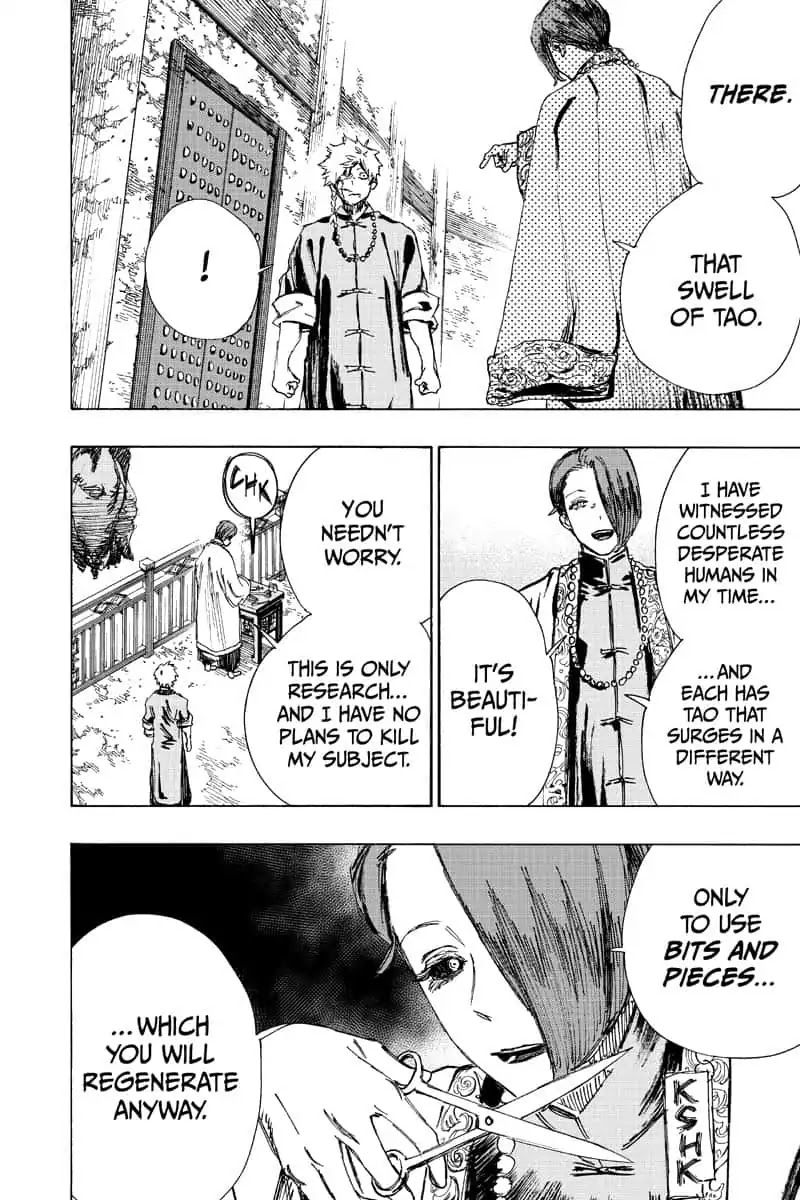 THERE.
THAT
SWELL
OF TAO.
!
I HAVE
WITNESSED
COUNTLESS
DESPERATE
HUMANS IN
MY TIME...
...AND
EACH HAS
TAO THAT
SURGES IN A
DIFFERENT
WAY.
IT'S
BEAUTI-
FUL!
YOU
NEEDN'T
WORRY.
THIS IS ONLY
RESEARCH...
AND I HAVE NO
PLANS TO KILL
MY SUBJECT.
CHK
ONLY
TO USE
BITS AND
PIECES...
KSHK
...WHICH
YOU WILL
REGENERATE
ANYWAY.